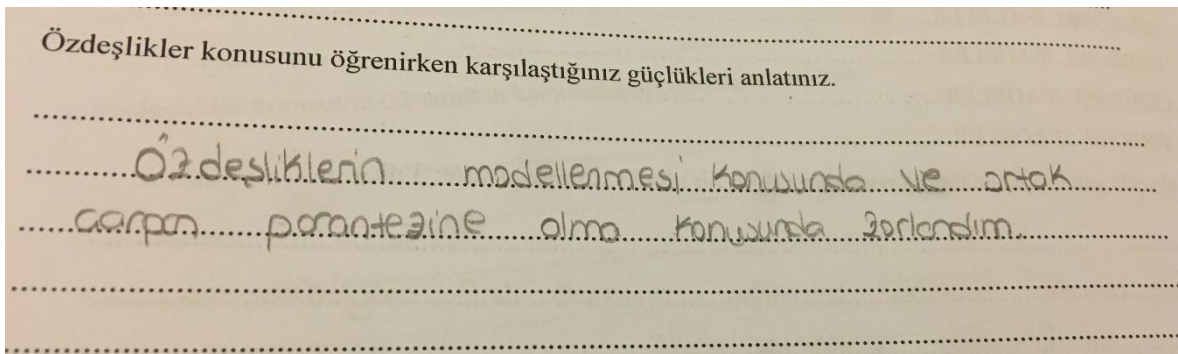 Özdeşlikler konusunu öğrenirken karşılaştığınız güçlükleri anlatınız.
Özdeşliklerin modellenmesi konusunda ve ortak
çarpan parantezine alma konusunda zorlandım.